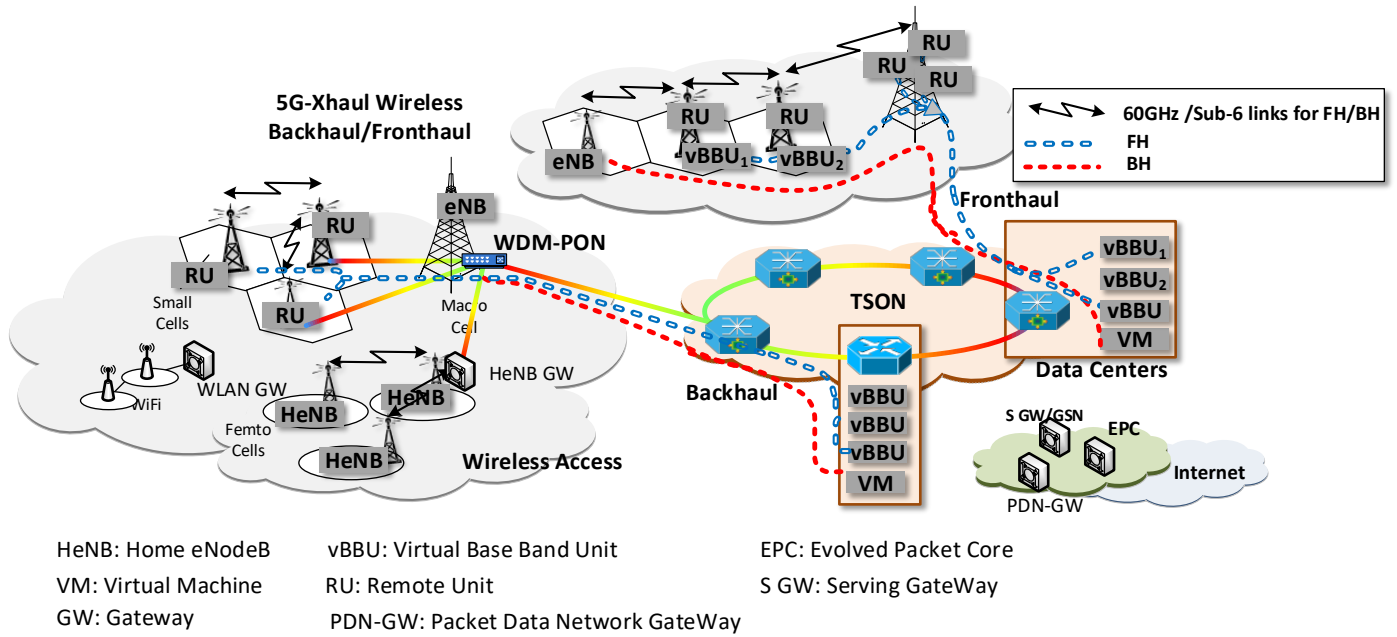 RU
RU
RU
5G-Xhaul Wireless
Backhaul/Fronthaul
60GHz /Sub-6 links for FH/BH
FH
BH
RU
RU
eNB
vBBU1
vBBU2
Fronthaul
eNB
WDM-PON
RU
RU
RU
Small
Cells
Macro
Cell
TSON
vBBU1
vBBU2
vBBU
VM
Data Centers
WLAN GW
WiFi
HeNB GW
HeNB
HeNB
HeNB
Femto
Cells
Wireless Access
Backhaul
vBBU
vBBU
vBBU
VM
S GW/GSN
EPC
PDN-GW
Internet
HeNB: Home eNodeB
vBBU: Virtual Base Band Unit
EPC: Evolved Packet Core
VM: Virtual Machine
RU: Remote Unit
S GW: Serving GateWay
GW: Gateway
PDN-GW: Packet Data Network GateWay